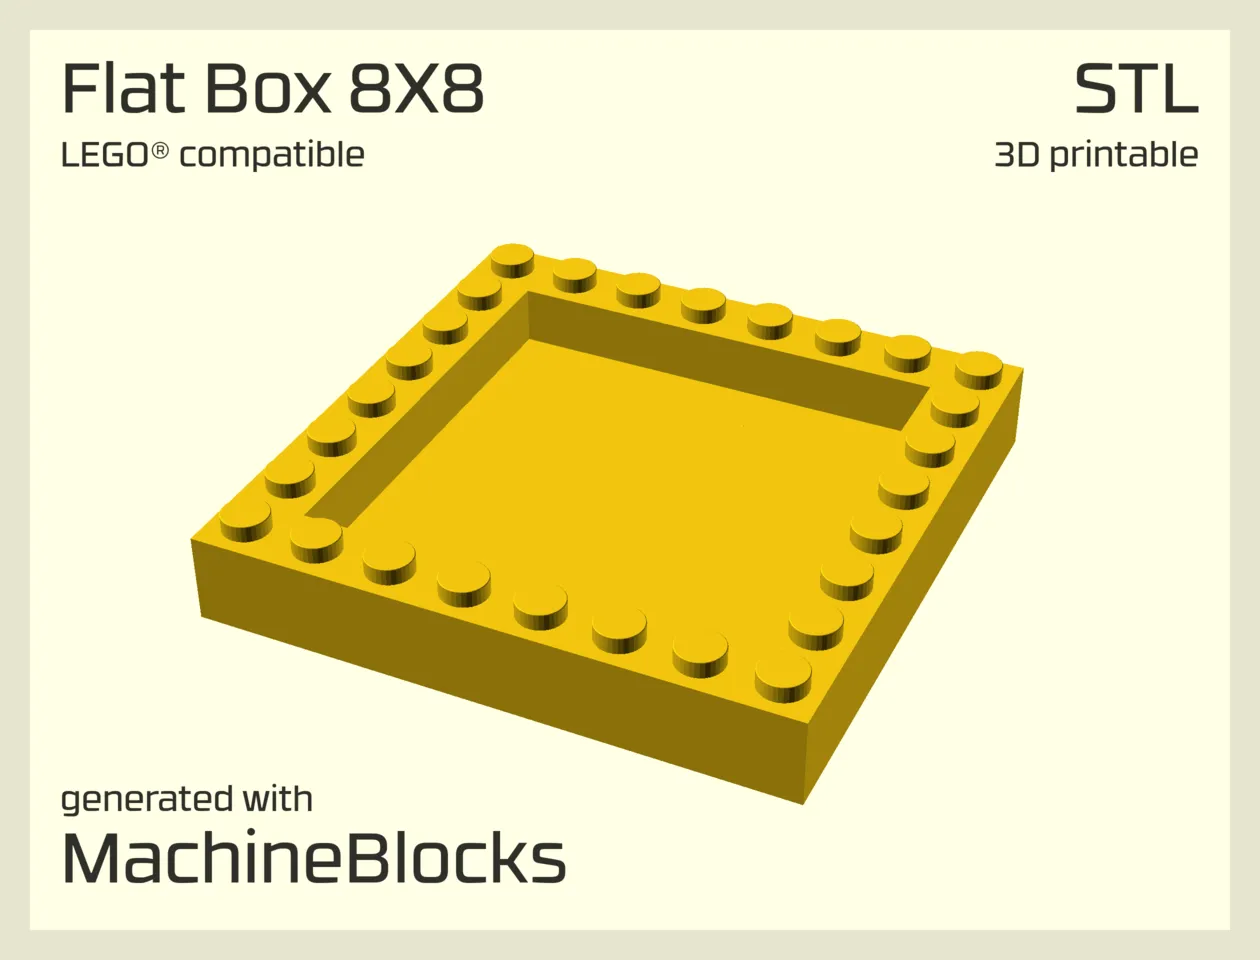 Flat Box 8X8
LEGO® compatible
STL
3D printable
generated with
MachineBlocks